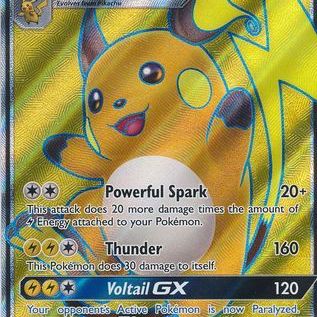 Evolves from Pikachu
Powerful Spark 20+
This attack does 20 more damage times the amount of
Energy attached to your Pokémon.
Thunder 160
This Pokémon does 30 damage to itself.
Voltail GX 120
Your opponent's Active Pokémon is now Paralyzed.